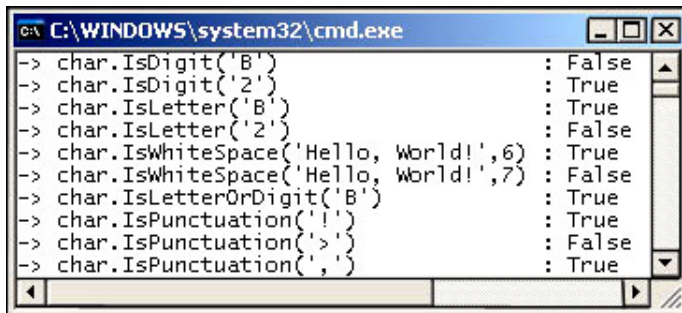 C:\WINDOWS\system32\cmd.exe
-> char.IsDigit('B') : False
-> char.IsDigit('2') : True
-> char.IsLetter('B') : True
-> char.IsLetter('2') : False
-> char.IsWhiteSpace('Hello, World!',6) : True
-> char.IsWhiteSpace('Hello, World!',7) : False
-> char.IsLetterOrDigit('B') : True
-> char.IsPunctuation('!') : True
-> char.IsPunctuation('>') : False
-> char.IsPunctuation(',') : True